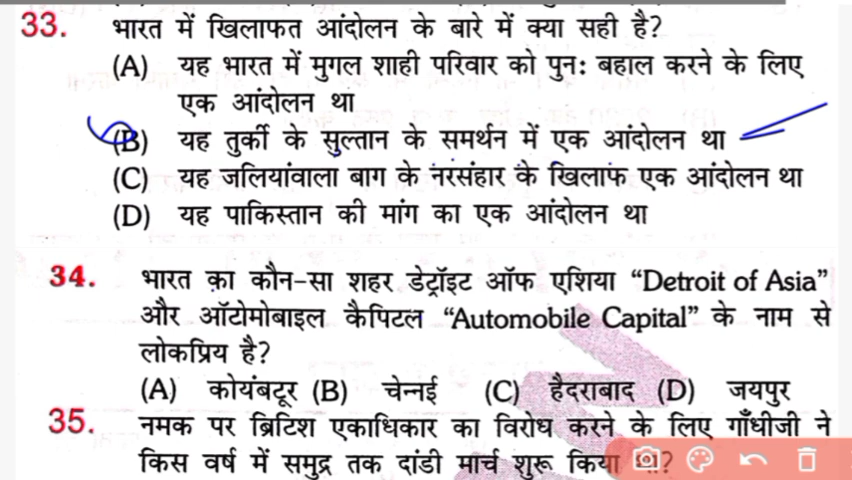 33. भारत में खिलाफत आंदोलन के बारे में क्या सही है?
(A) यह भारत में मुगल शाही परिवार को पुनः बहाल करने के लिए
एक आंदोलन था
(B) यह तुर्की के सुल्तान के समर्थन में एक आंदोलन था
(C) यह जलियांवाला बाग के नरसंहार के खिलाफ एक आंदोलन था
(D) यह पाकिस्तान की मांग का एक आंदोलन था
34. भारत का कौन-सा शहर डेट्रॉइट ऑफ एशिया “Detroit of Asia”
और ऑटोमोबाइल कैपिटल “Automobile Capital” के नाम से
लोकप्रिय है?
(A) कोयंबटूर (B) चेन्नई (C) हैदराबाद (D) जयपुर
35. नमक पर ब्रिटिश एकाधिकार का विरोध करने के लिए गाँधीजी ने
किस वर्ष में समुद्र तक दांडी मार्च शुरू किया